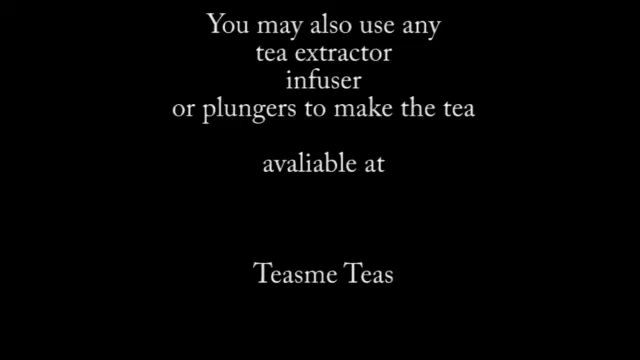 You may also use any
tea extractor
infuser
or plungers to make the tea
avaliable at
Teasme Teas